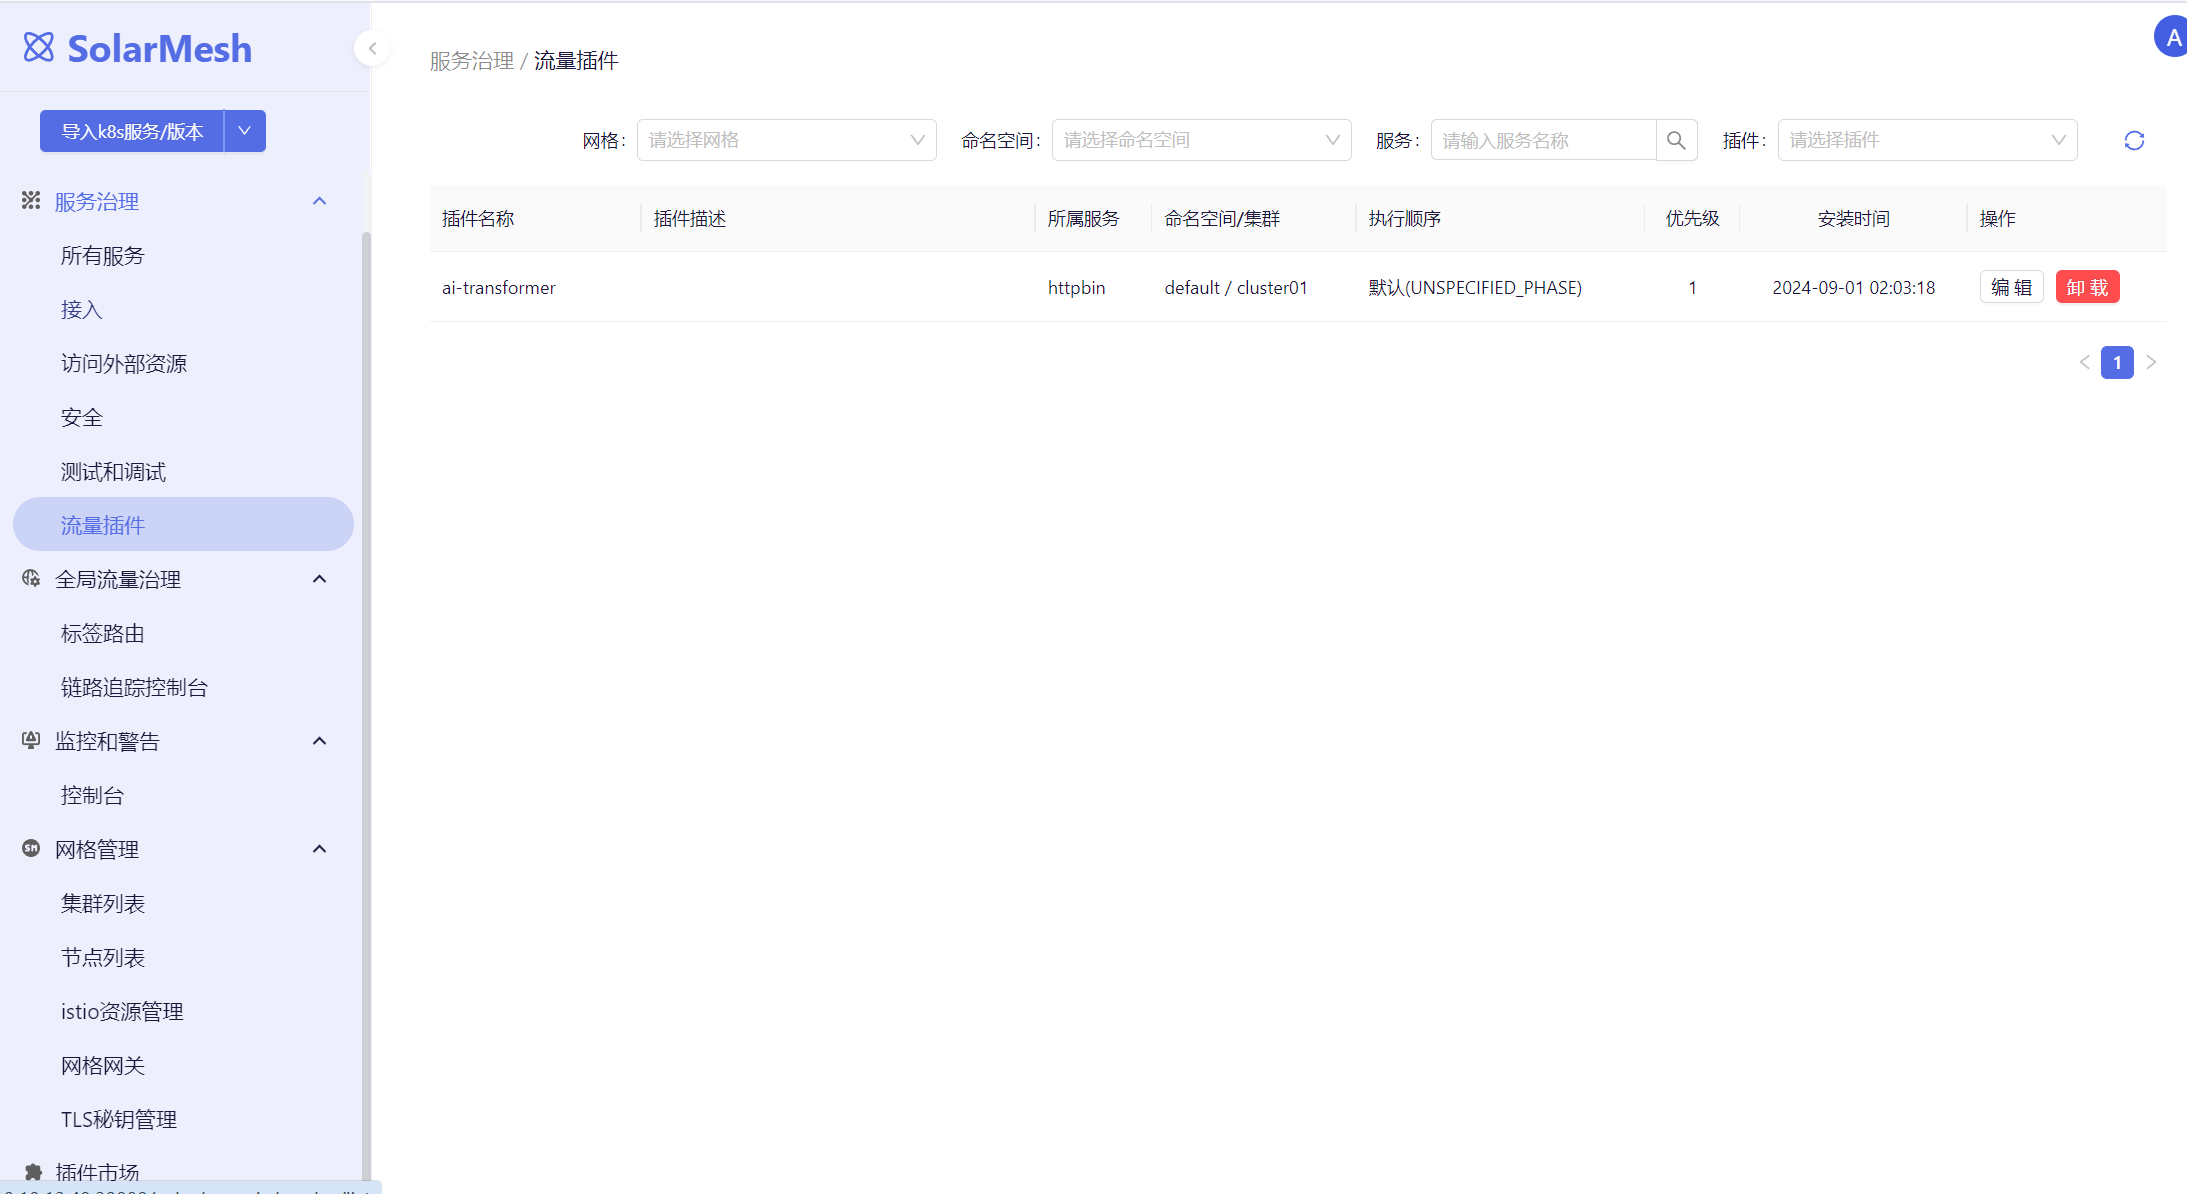 SolarMesh
导入k8s服务/版本
服务治理
所有服务
接入
访问外部资源
安全
测试和调试
流量插件
全局流量治理
标签路由
链路追踪控制台
监控和警告
控制台
网格管理
集群列表
节点列表
istio资源管理
网格网关
TLS秘钥管理
插件市场
服务治理 / 流量插件
A
网格: 请选择网格 命名空间: 请选择命名空间 服务: 请输入服务名称 插件: 请选择插件
插件名称 插件描述 所属服务 命名空间/集群 执行顺序 优先级 安装时间 操作
ai-transformer httpbin default / cluster01 默认(UNSPECIFIED_PHASE) 1 2024-09-01 02:03:18 编 辑 卸 载
< 1 >